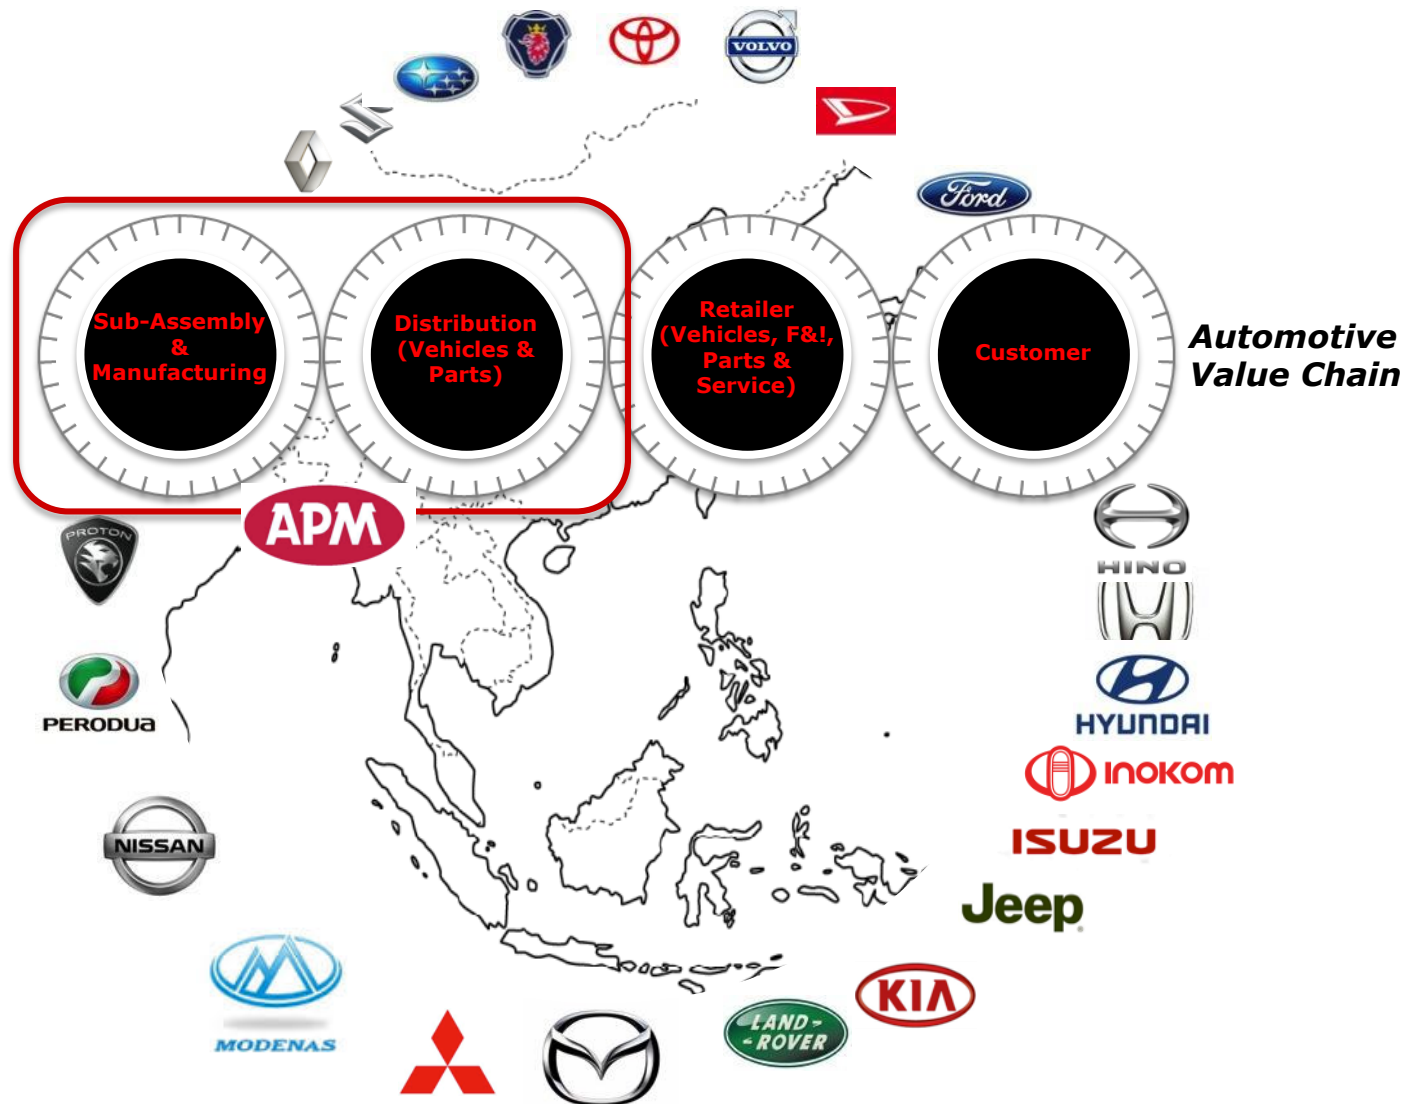 VOLVO
Ford
Sub-Assembly
&
Manufacturing
Distribution
(Vehicles &
Parts)
Retailer
(Vehicles, F&!,
Parts &
Service)
Customer
Automotive
Value Chain
APM
PROTON
HINO
PERODUA
HYUNDAI
INOKOM
NISSAN
ISUZU
Jeep
KIA
LAND
ROVER
MODENAS